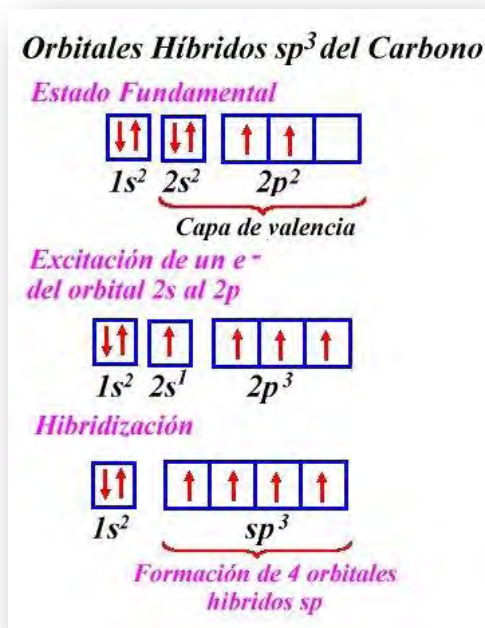 Orbitales Híbridos sp³ del Carbono
Estado Fundamental
1s² 2s² 2p²
Capa de valencia
Excitación de un e⁻
del orbital 2s al 2p
1s² 2s¹ 2p³
Hibridización
1s² sp³
Formación de 4 orbitales
hibridos sp